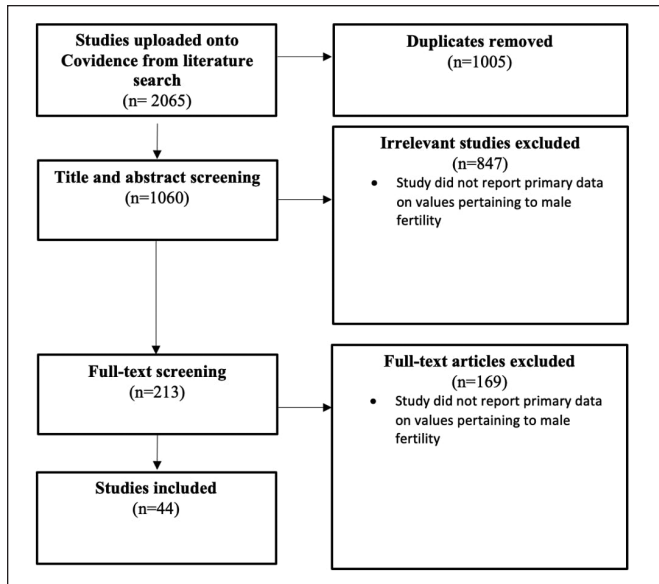 Studies uploaded onto
Covidence from literature
search
(n= 2065)
Duplicates removed
(n=1005)
Title and abstract screening
(n=1060)
Irrelevant studies excluded
(n=847)
• Study did not report primary data
on values pertaining to male
fertility
Full-text screening
(n=213)
Full-text articles excluded
(n=169)
• Study did not report primary data
on values pertaining to male
fertility
Studies included
(n=44)